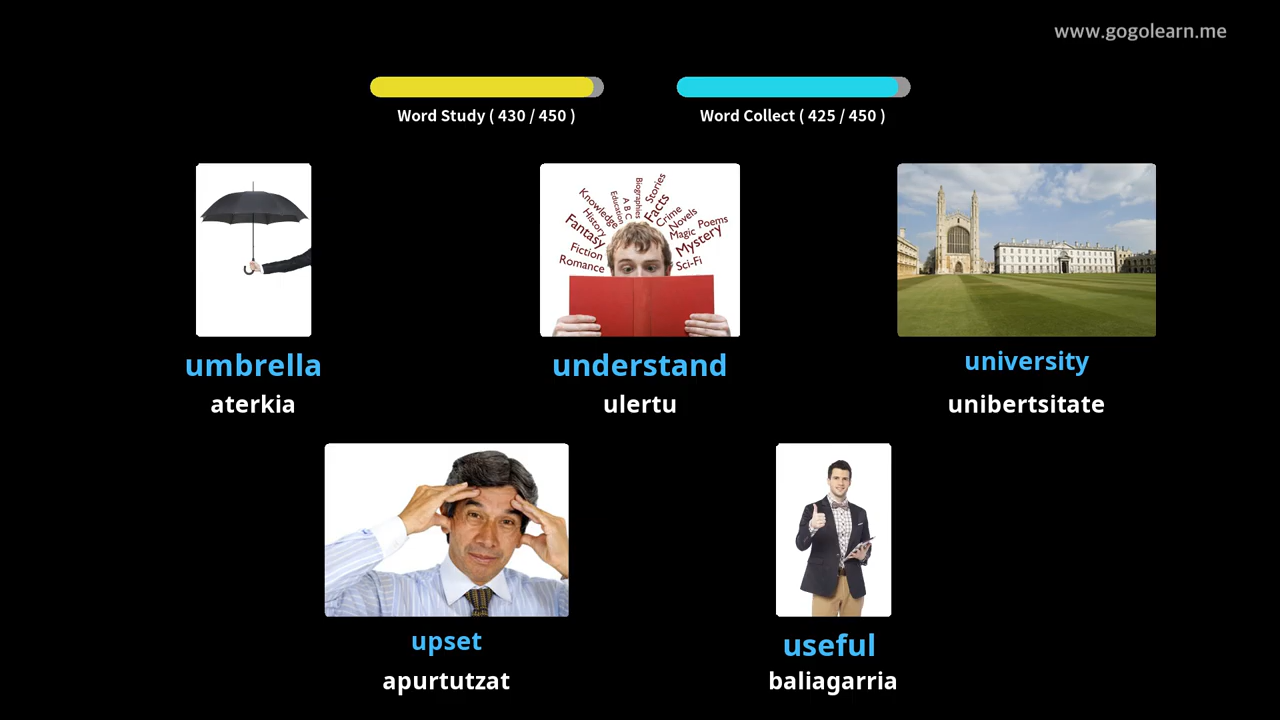 www.gogolearn.me
Word Study ( 430 / 450 )
Word Collect ( 425 / 450 )
Knowledge
Education
A B C
Biographies
Stories
Facts
History
Crime
Novels
Fantasy
Magic
Poems
Mystery
Fiction
Romance
Sci-Fi
umbrella
aterkia
understand
ulertu
university
unibertsitate
upset
apurtutzat
useful
baliagarria